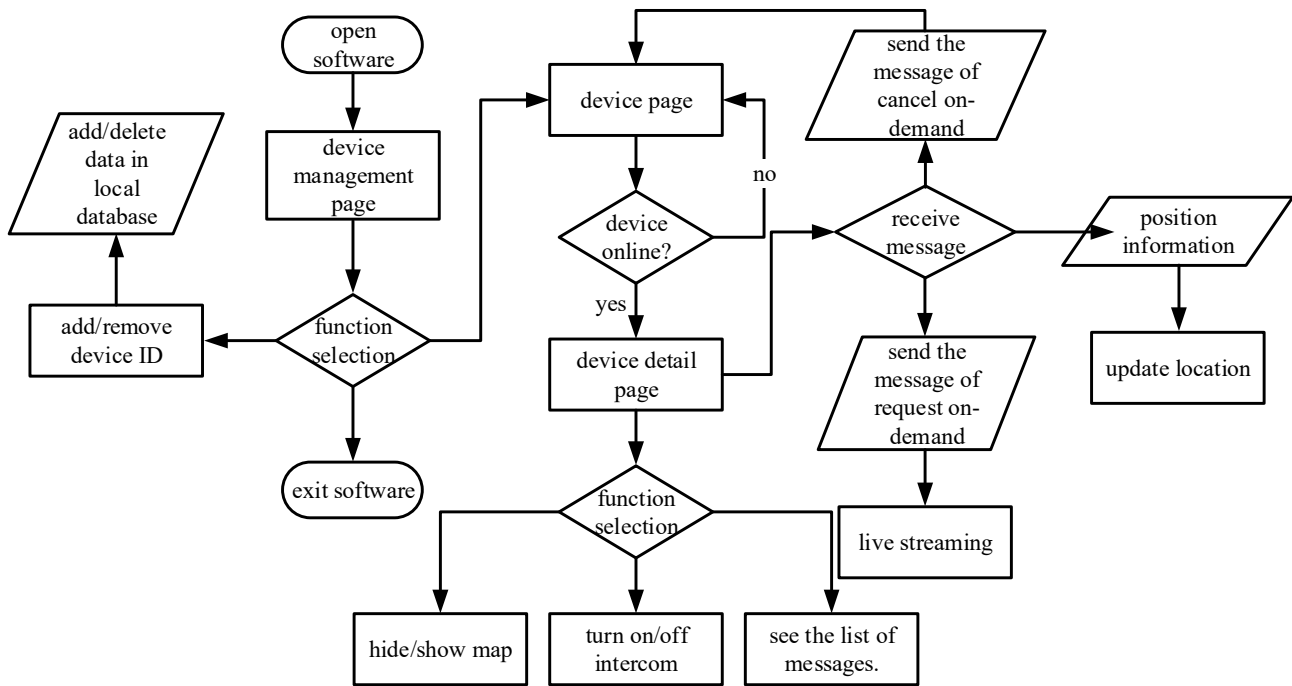 open
software
device page
send the
message of
cancel on-
demand
add/delete
data in
local
database
device
management
page
no
device
online?
receive
message
position
information
yes
add/remove
device ID
function
selection
device detail
page
send the
message of
request on-
demand
update location
exit software
function
selection
live streaming
hide/show map
turn on/off
intercom
see the list of
messages.